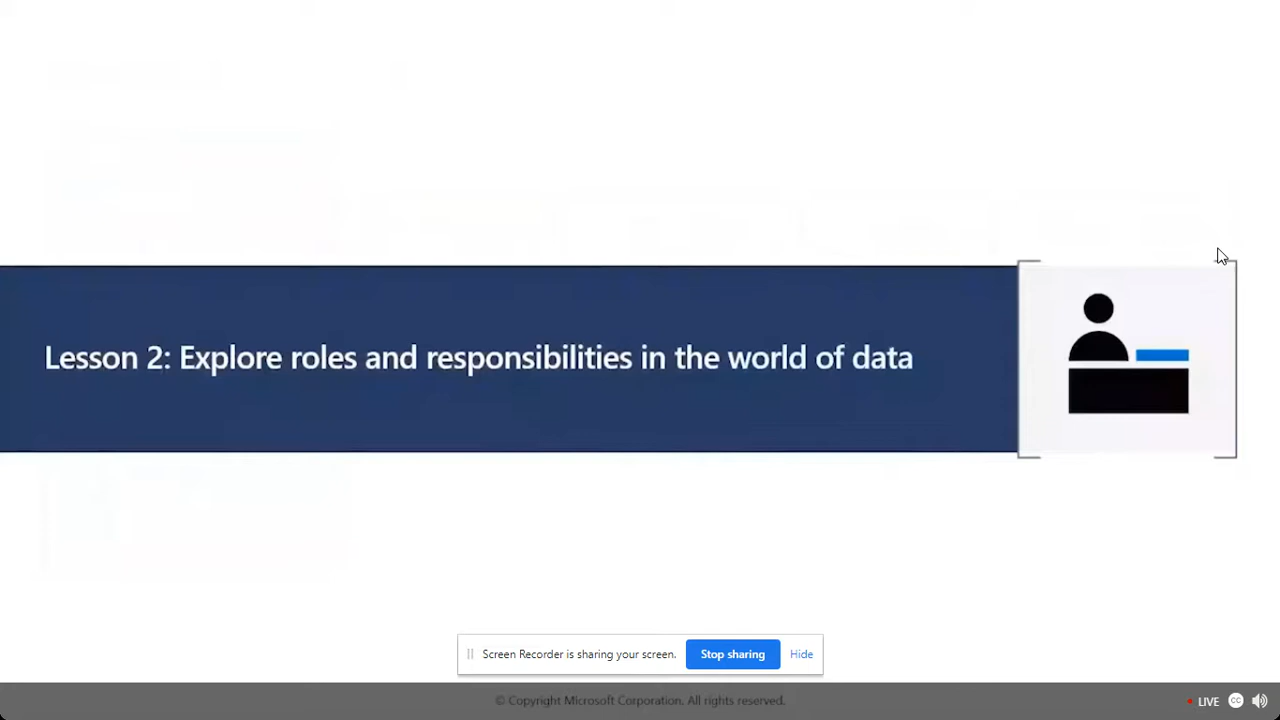 Lesson 2: Explore roles and responsibilities in the world of data
Screen Recorder is sharing your screen. Stop sharing Hide
© Copyright Microsoft Corporation. All rights reserved.
LIVE CC